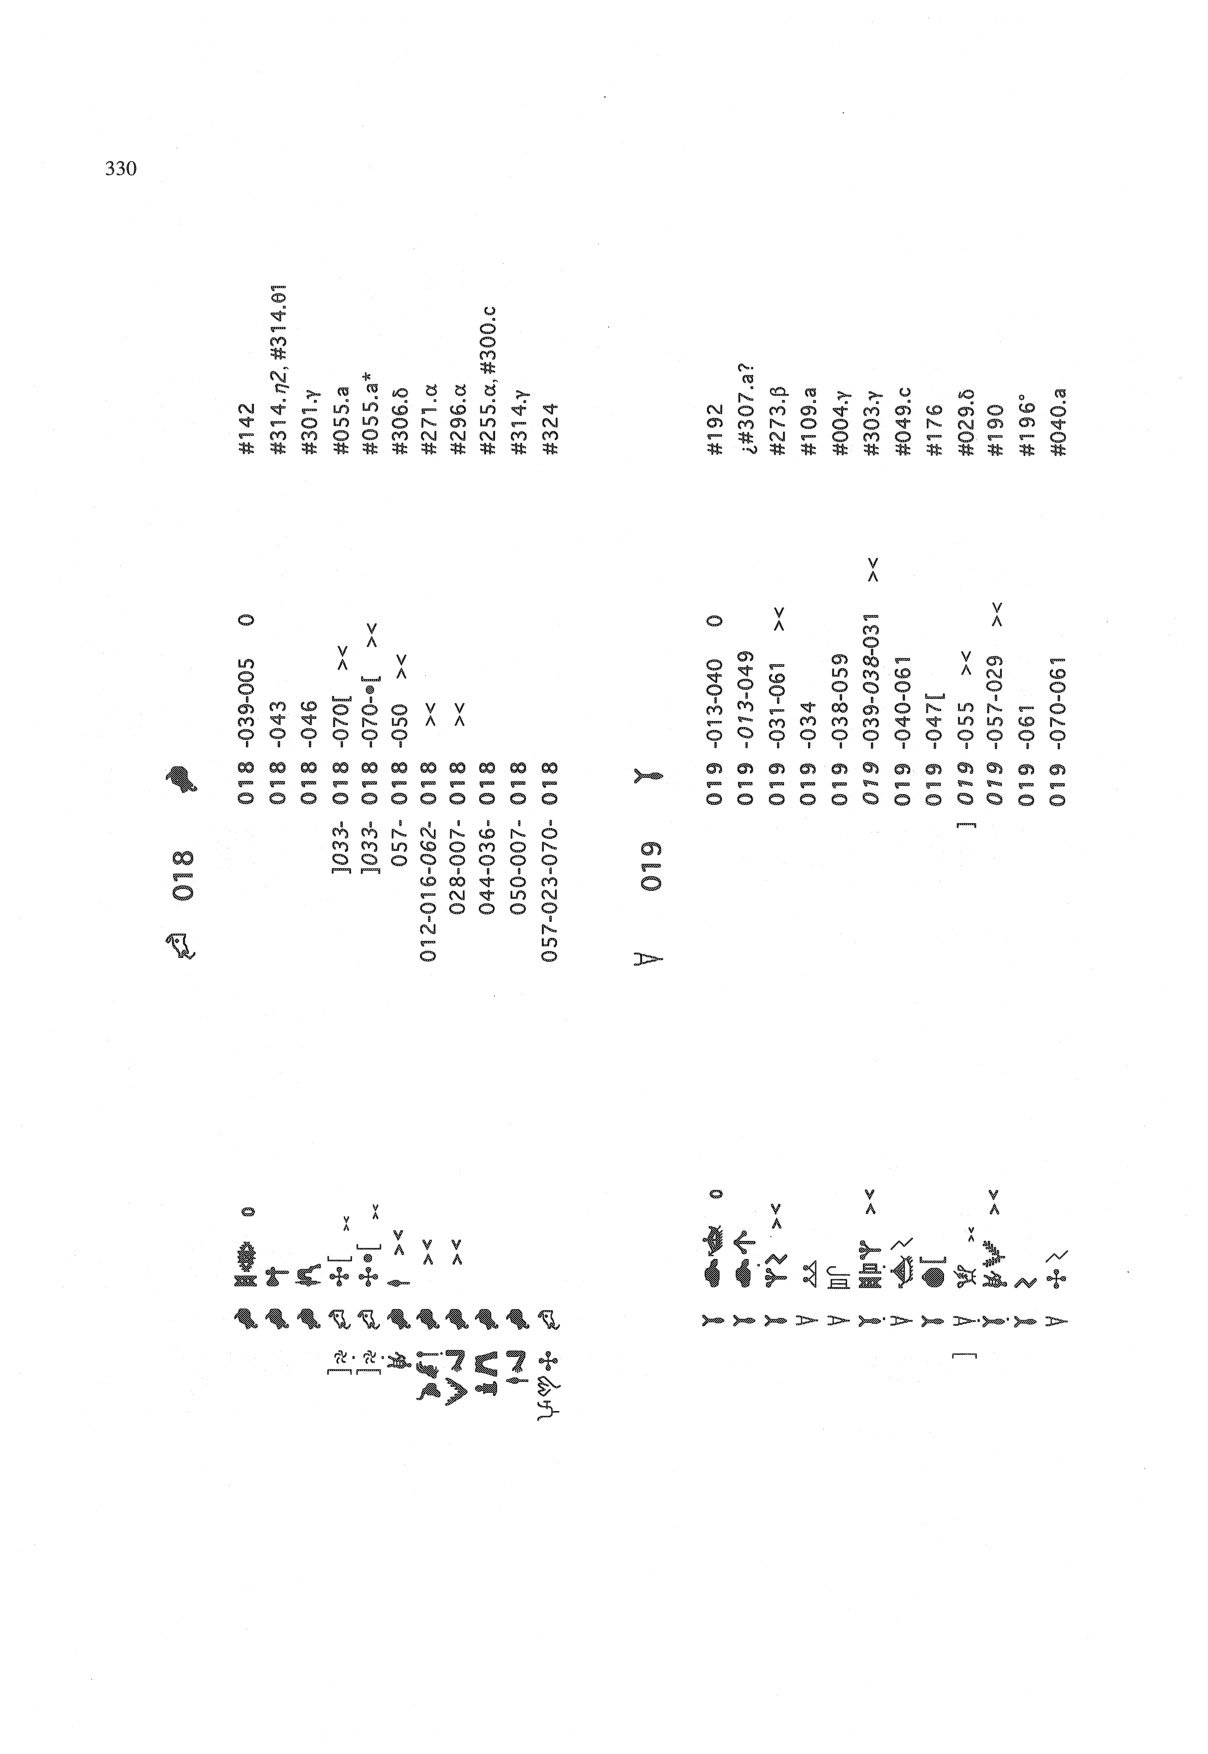 330
018
018 -039-005 0 #142
018 -043 #314.η2, #314.θ1
018 -046 #301.γ
]033- 018 -070[ >< #055.a
]033- 018 -070-●[ >< #055.a*
057- 018 -050 >< #306.δ
012-016-062- 018 >< #271.α
028-007- 018 >< #296.α
044-036- 018 #255.α, #300.c
050-007- 018 #314.γ
057-023-070- 018 #324
019
019 -013-040 0 #192
019 -013-049 ¿#307.a?
019 -031-061 >< #273.β
019 -034 #109.a
019 -038-059 #004.γ
019 -039-038-031 >< #303.γ
019 -040-061 #049.c
019 -047[ #176
] 019 -055 >< #029.δ
019 -057-029 >< #190
019 -061 #196°
019 -070-061 #040.a